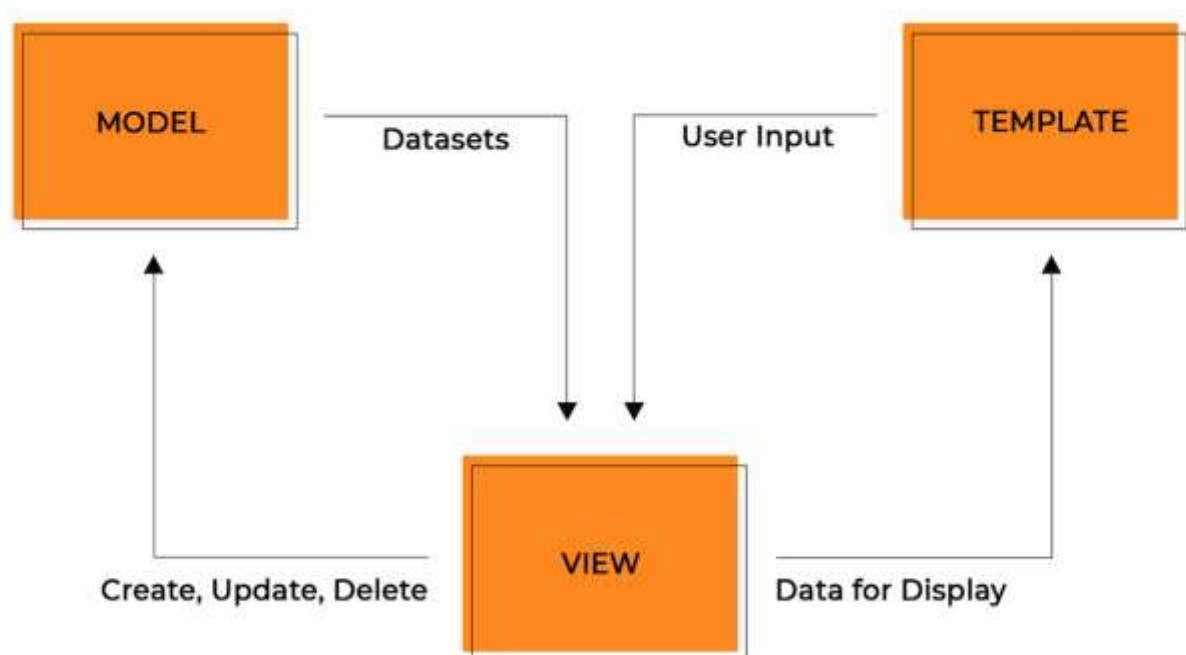 MODEL
Datasets
User Input
TEMPLATE
VIEW
Create, Update, Delete
Data for Display